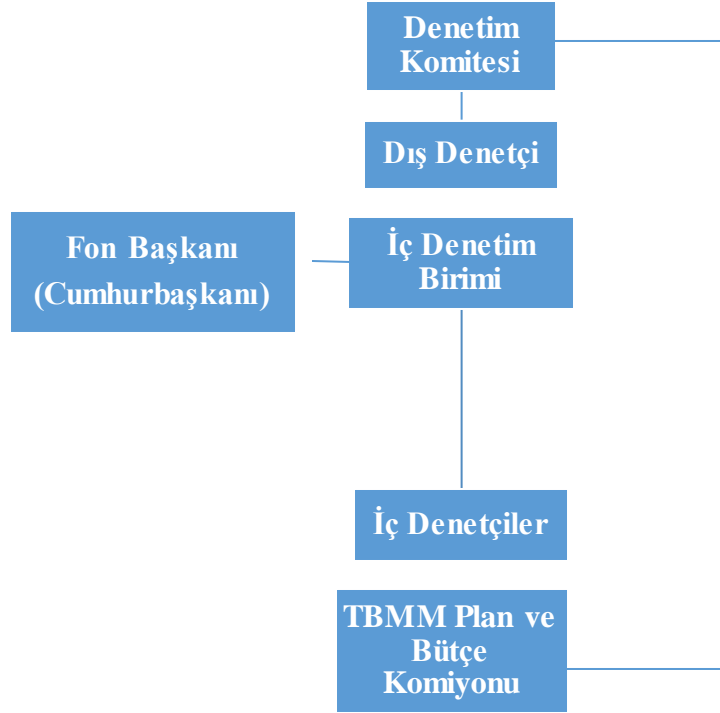 Denetim
Komitesi
Dış Denetçi
Fon Başkanı
(Cumhurbaşkanı)
İç Denetim
Birimi
İç Denetçiler
TBMM Plan ve
Bütçe
Komiyonu